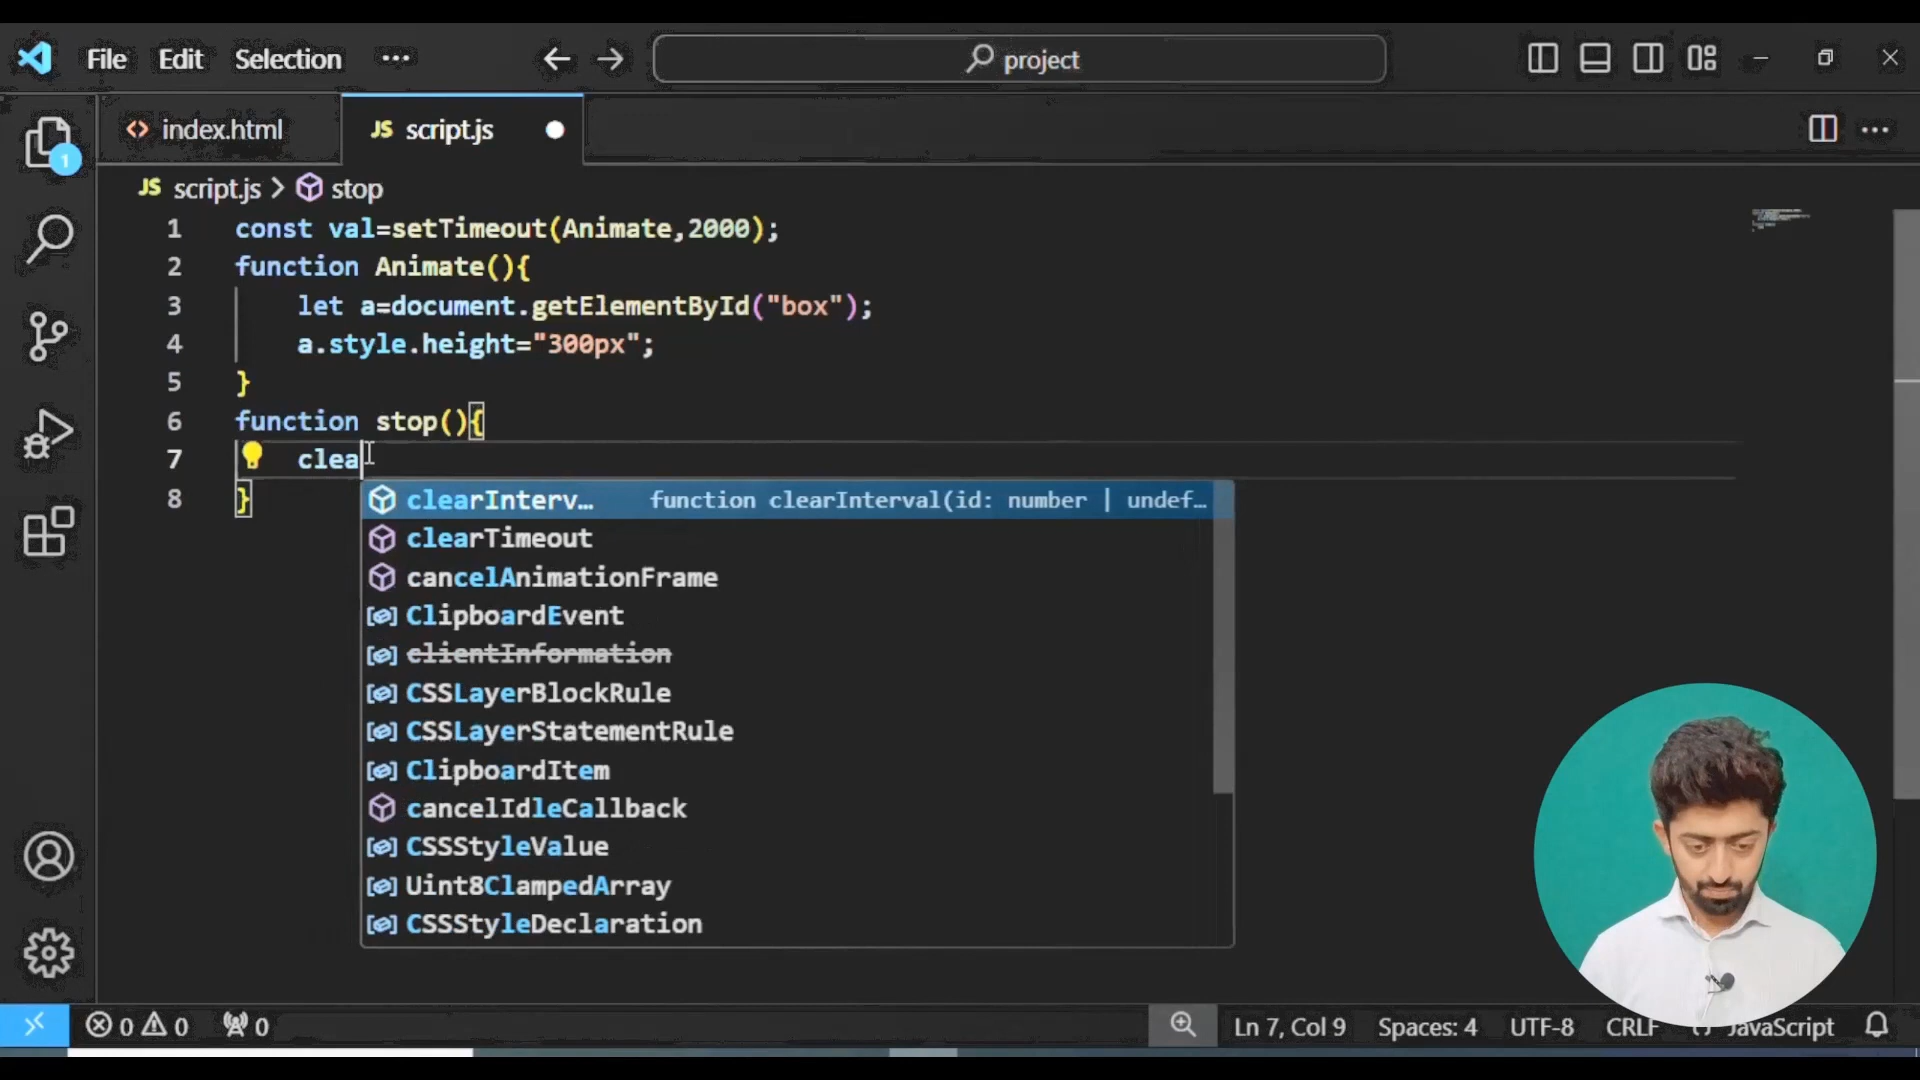 File Edit Selection ··· project
index.html JS script.js
JS script.js > stop
1 const val=setTimeout(Animate,2000);
2 function Animate(){
3 let a=document.getElementById("box");
4 a.style.height="300px";
5 }
6 function stop(){
7 clea
8 }
clearInterv… function clearInterval(id: number | undef…
clearTimeout
cancelAnimationFrame
ClipboardEvent
clientInformation
CSSLayerBlockRule
CSSLayerStatementRule
ClipboardItem
cancelIdleCallback
CSSStyleValue
Uint8ClampedArray
CSSStyleDeclaration
1
0 0 0 Ln 7, Col 9 Spaces: 4 UTF-8 CRLF JavaScript